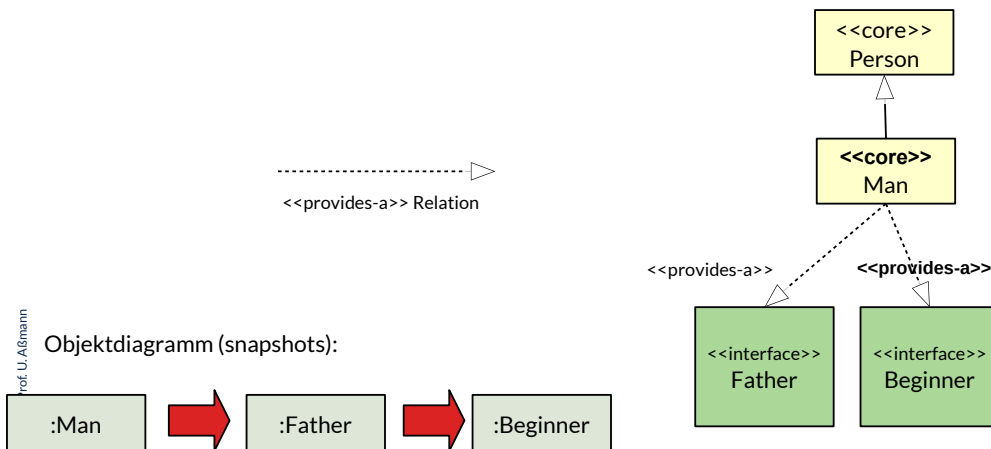 <<core>>
Person
<<core>>
Man
<<provides-a>> Relation
<<provides-a>>
<<provides-a>>
<<interface>>
Father
<<interface>>
Beginner
Prof. U. Aßmann
Objektdiagramm (snapshots):
:Man
:Father
:Beginner